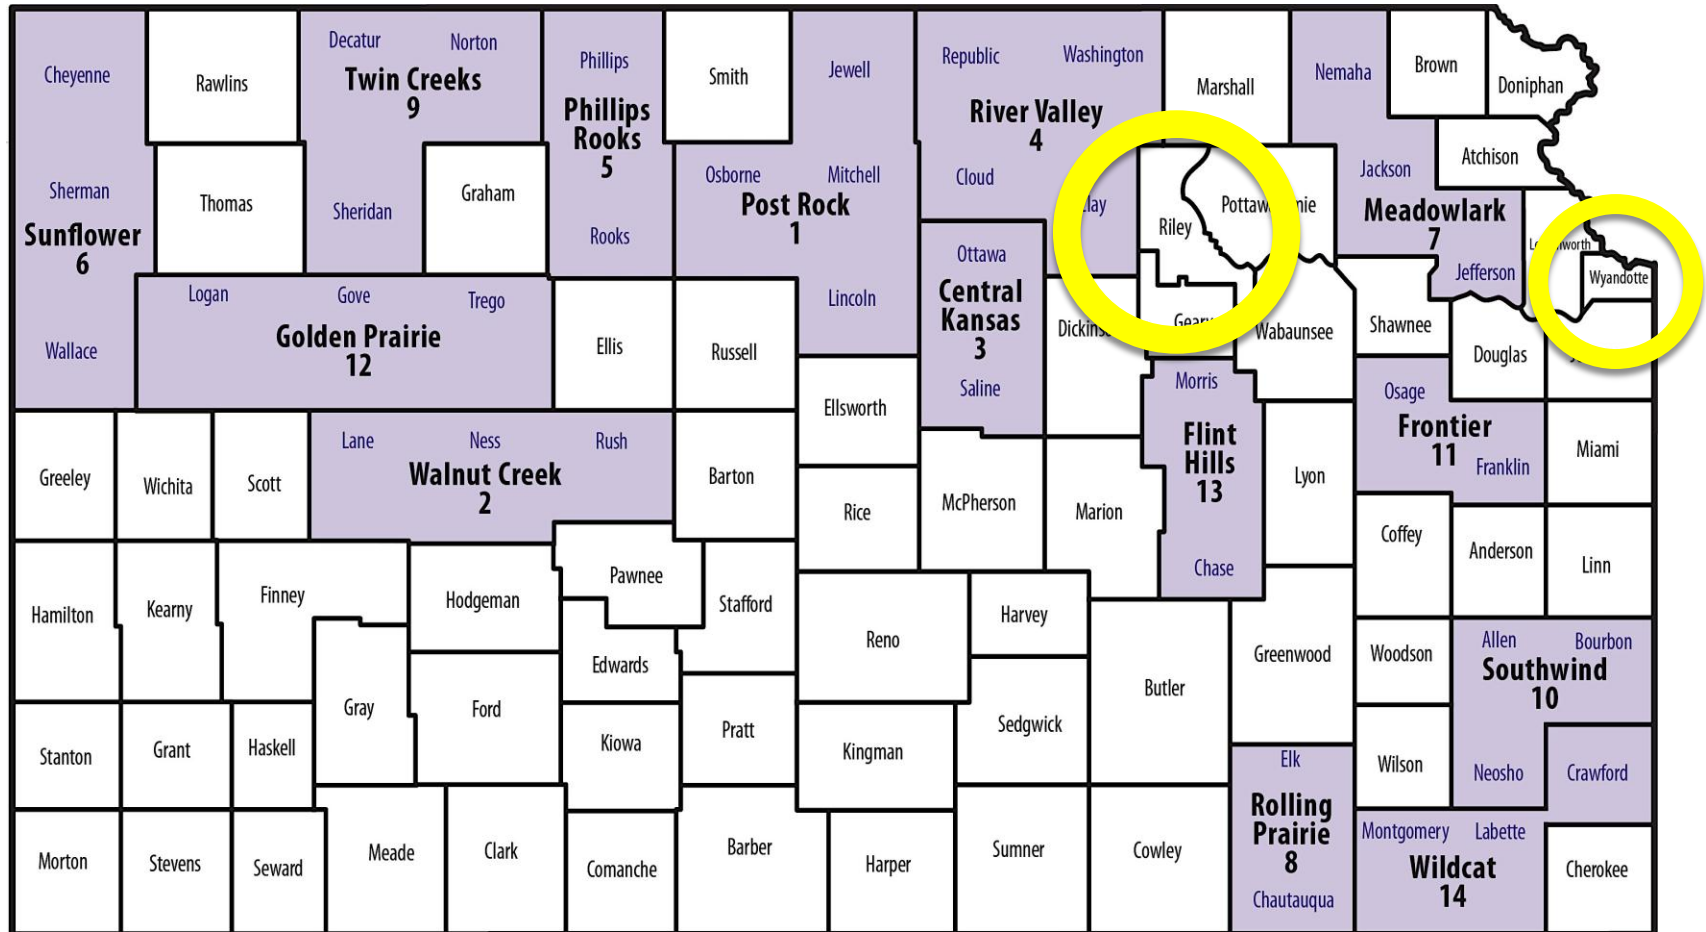 Cheyenne
Rawlins
Decatur Norton
Twin Creeks
9
Phillips
Phillips
Rooks
5
Smith
Jewell
Republic Washington
River Valley
4
Marshall
Nemaha
Brown
Doniphan
Atchison
Sherman
Sunflower
6
Thomas
Sheridan
Graham
Rooks
Osborne Mitchell
Post Rock
1
Cloud
Riley
Jackson
Meadowlark
7
Jefferson
Wyandotte
Wallace
Logan Gove Trego
Golden Prairie
12
Ellis
Russell
Lincoln
Ottawa
Central
Kansas
3
Saline
Wabaunsee
Shawnee
Douglas
Ellsworth
Morris
Flint
Hills
13
Chase
Osage
Frontier
11
Franklin
Miami
Greeley
Wichita
Scott
Lane Ness Rush
Walnut Creek
2
Barton
Rice
McPherson
Marion
Lyon
Coffey
Anderson
Linn
Hamilton
Kearny
Finney
Hodgeman
Pawnee
Stafford
Edwards
Reno
Harvey
Butler
Greenwood
Woodson
Allen Bourbon
Southwind
10
Neosho
Crawford
Gray
Ford
Kiowa
Pratt
Kingman
Sedgwick
Wilson
Stanton
Grant
Haskell
Elk
Rolling
Prairie
8
Chautauqua
Montgomery Labette
Wildcat
14
Cherokee
Morton
Stevens
Seward
Meade
Clark
Comanche
Barber
Harper
Sumner
Cowley